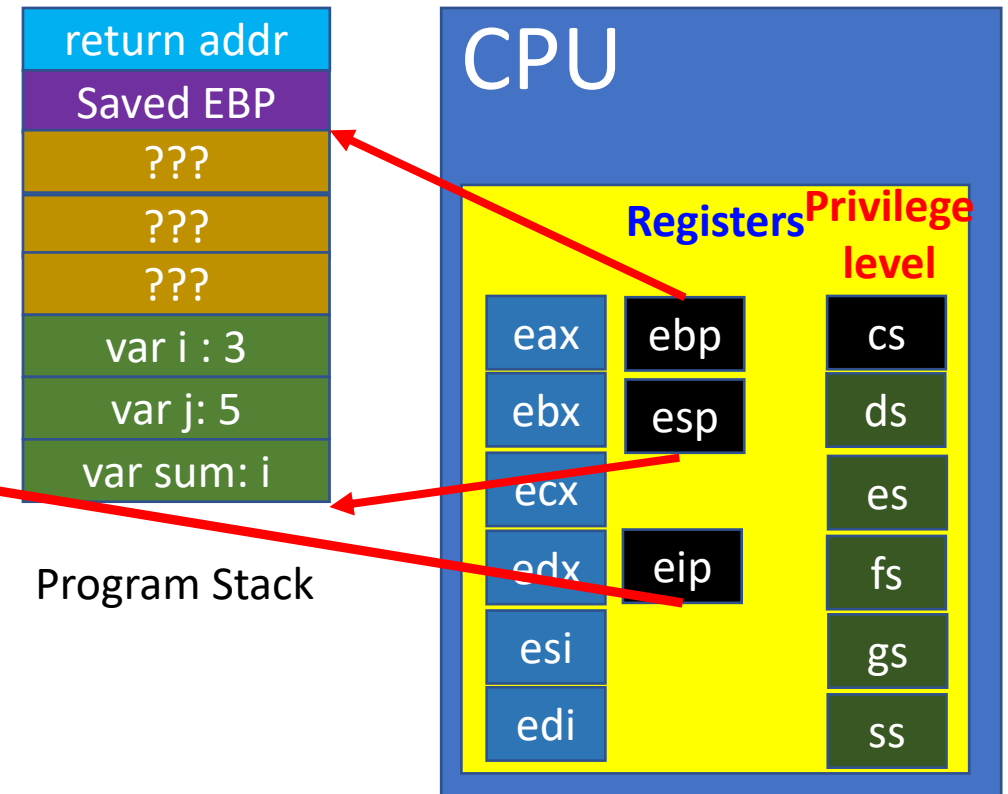 return addr
Saved EBP
???
???
???
var i : 3
var j: 5
var sum: i
Program Stack
CPU
Registers
Privilege
level
eax
ebp
cs
ebx
esp
ds
ecx
es
edx
eip
fs
esi
gs
edi
ss